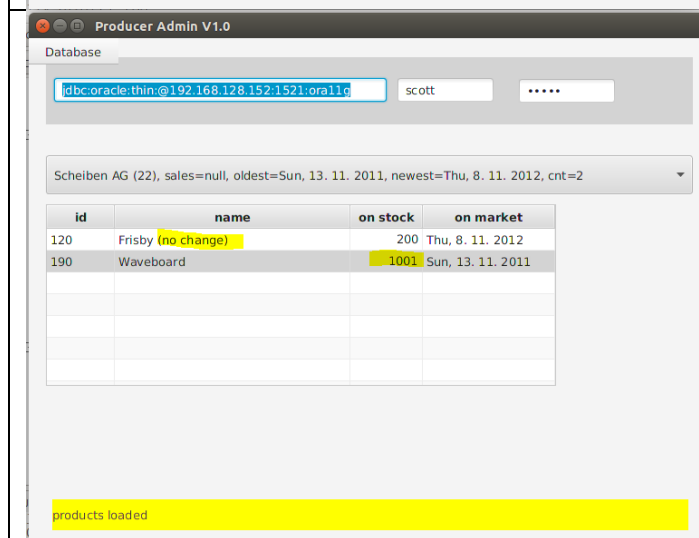 Producer Admin V1.0
Database
jdbc:oracle:thin:@192.168.128.152:1521:ora11g scott •••••
Scheiben AG (22), sales=null, oldest=Sun, 13. 11. 2011, newest=Thu, 8. 11. 2012, cnt=2
id name on stock on market
120 Frisby (no change) 200 Thu, 8. 11. 2012
190 Waveboard 1001 Sun, 13. 11. 2011
products loaded